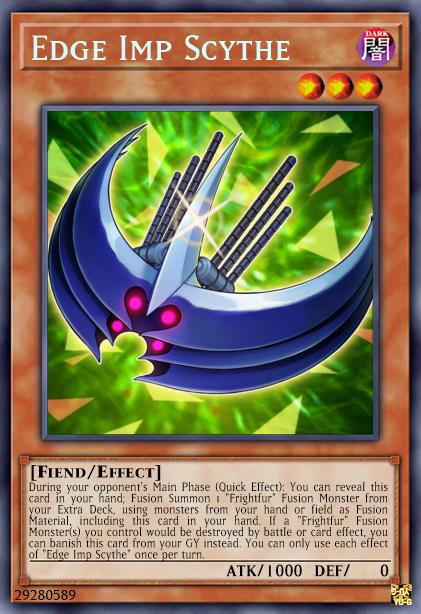 Edge Imp Scythe
DARK
闇
[Fiend/Effect]
During your opponent's Main Phase (Quick Effect): You can reveal this
card in your hand; Fusion Summon 1 "Frightfur" Fusion Monster from
your Extra Deck, using monsters from your hand or field as Fusion
Material, including this card in your hand. If a "Frightfur" Fusion
Monster(s) you control would be destroyed by battle or card effect, you
can banish this card from your GY instead. You can only use each effect
of "Edge Imp Scythe" once per turn.
ATK/1000 DEF/ 0
29280589